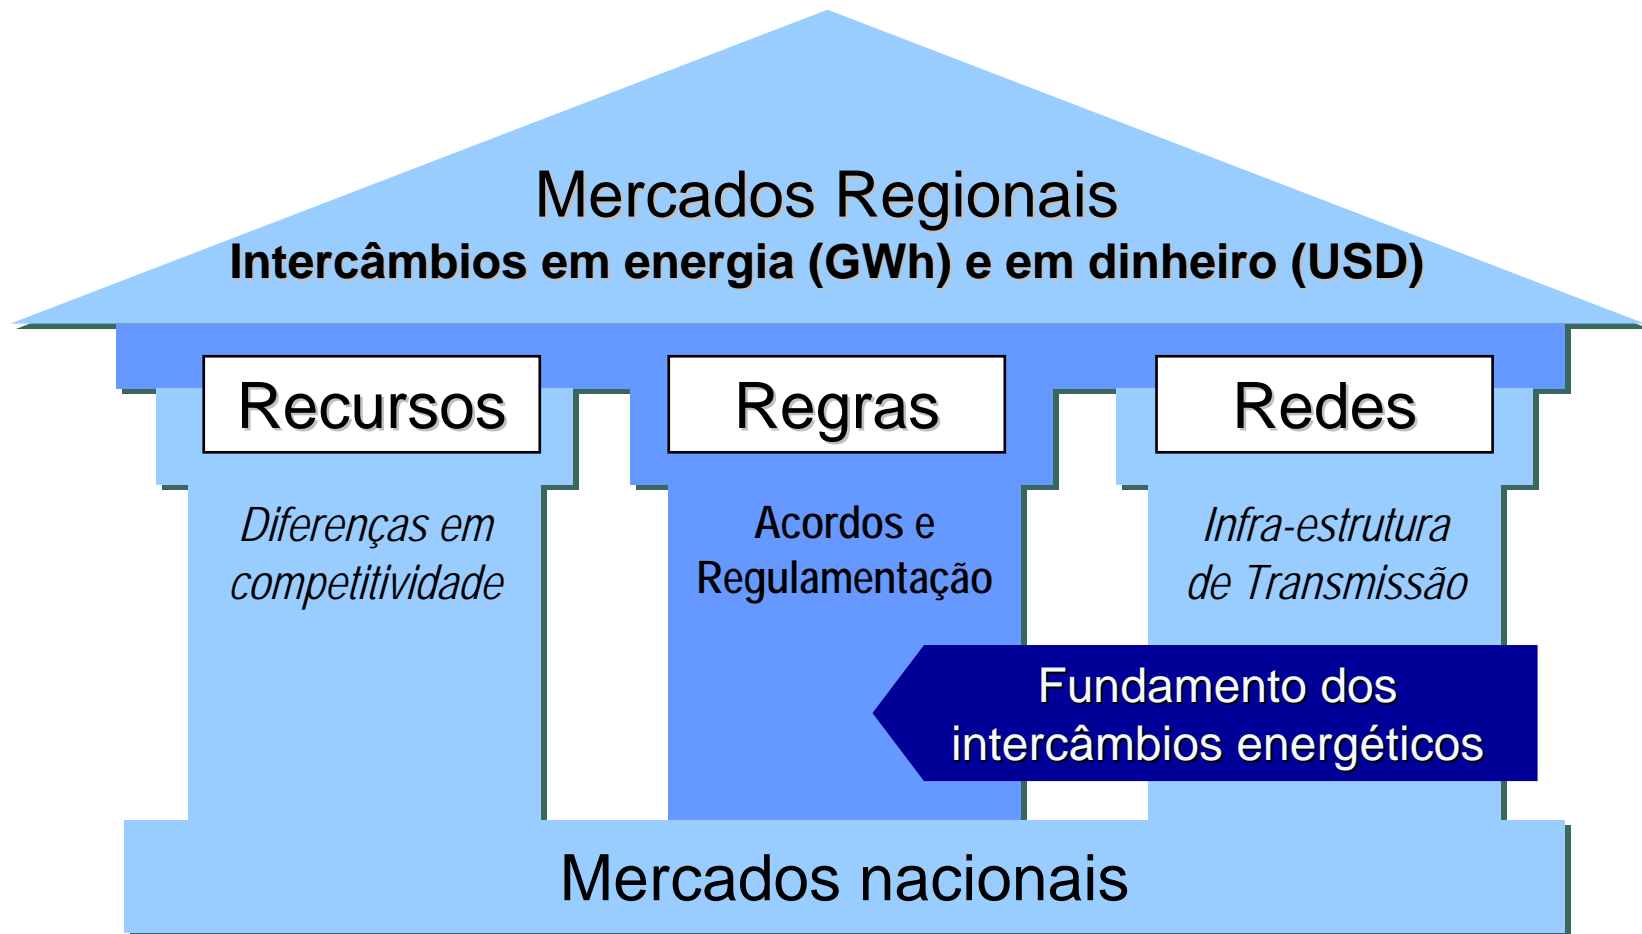 Mercados Regionais
Intercâmbios em energia (GWh) e em dinheiro (USD)
Recursos
Diferenças em
competitividade
Regras
Acordos e
Regulamentação
Redes
Infra-estrutura
de Transmissão
Fundamento dos
intercâmbios energéticos
Mercados nacionais